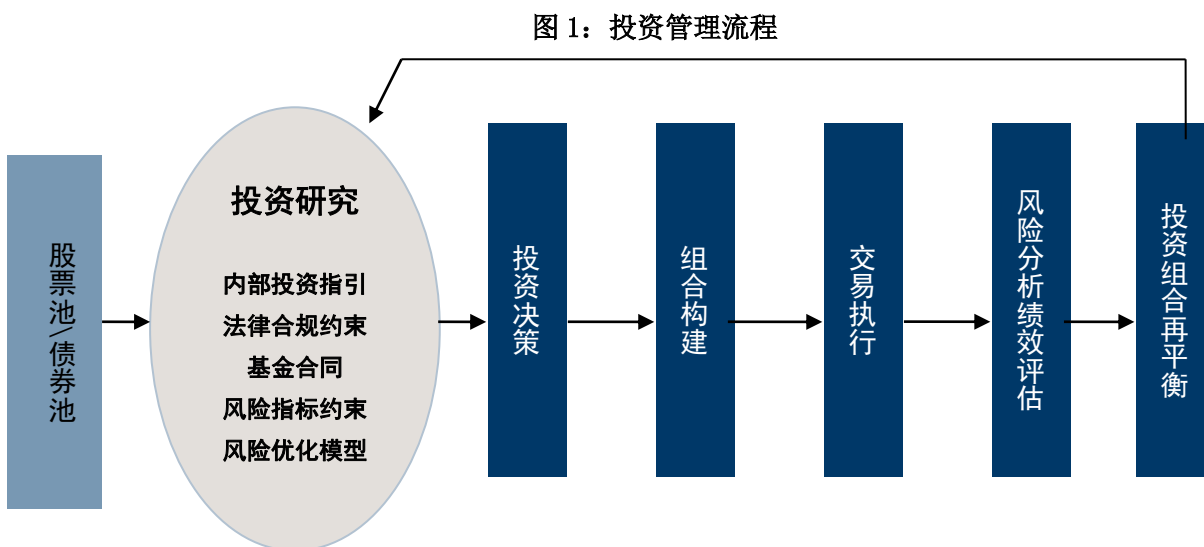 图 1：投资管理流程
股票池/债券池
投资研究
内部投资指引
法律合规约束
基金合同
风险指标约束
风险优化模型
投资决策
组合构建
交易执行
风险分析绩效评估
投资组合再平衡